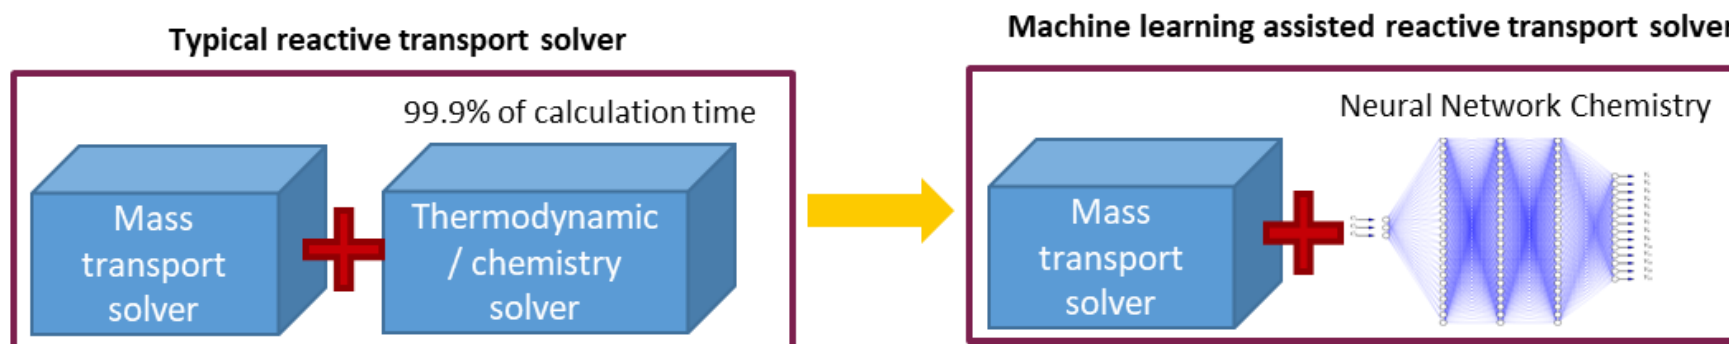 Typical reactive transport solver
99.9% of calculation time
Mass
transport
solver
Thermodynamic
/ chemistry
solver
Machine learning assisted reactive transport solver
Neural Network Chemistry
Mass
transport
solver